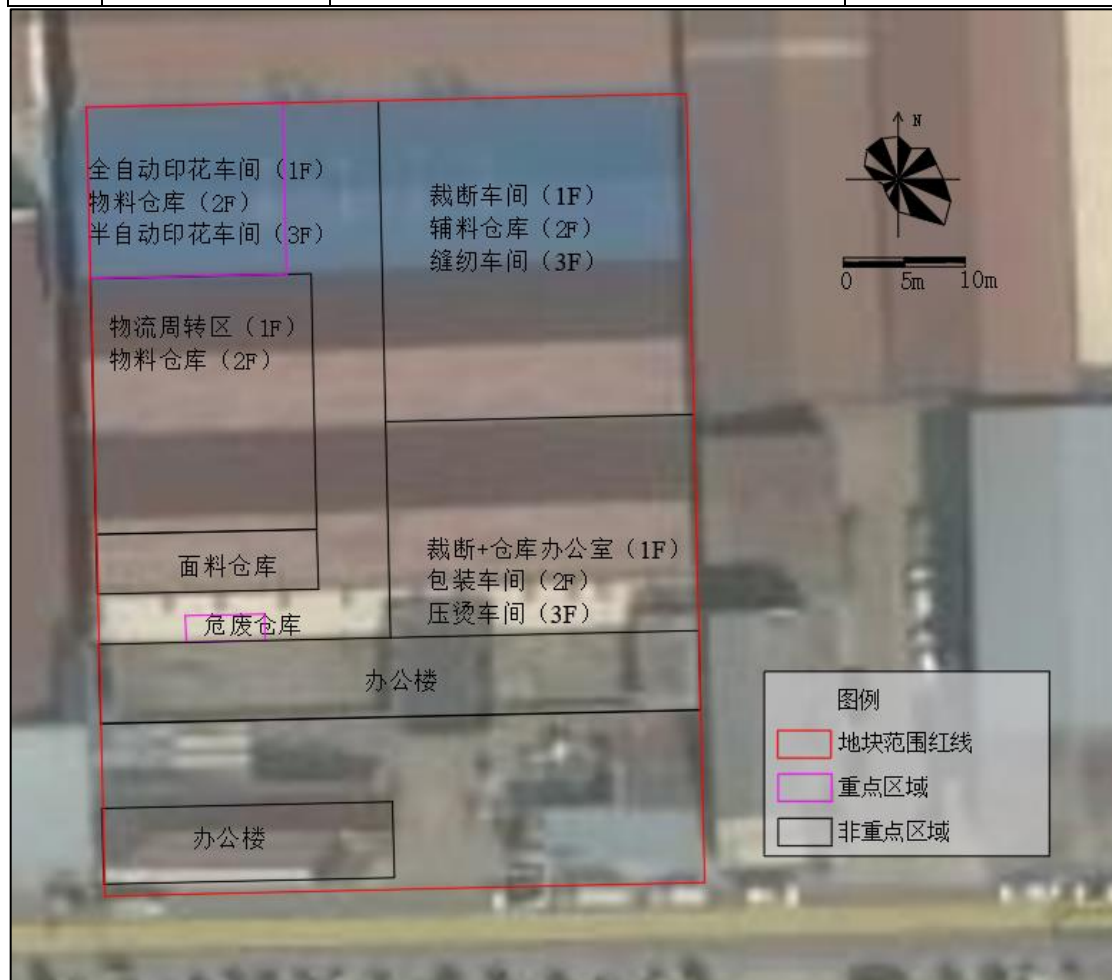 N
全自动印花车间（1F）
物料仓库（2F）
半自动印花车间（3F）
裁断车间（1F）
辅料仓库（2F）
缝纫车间（3F）
0 5m 10m
物流周转区（1F）
物料仓库（2F）
面料仓库
裁断+仓库办公室（1F）
包装车间（2F）
压烫车间（3F）
危废仓库
办公楼
办公楼
图例
地块范围红线
重点区域
非重点区域